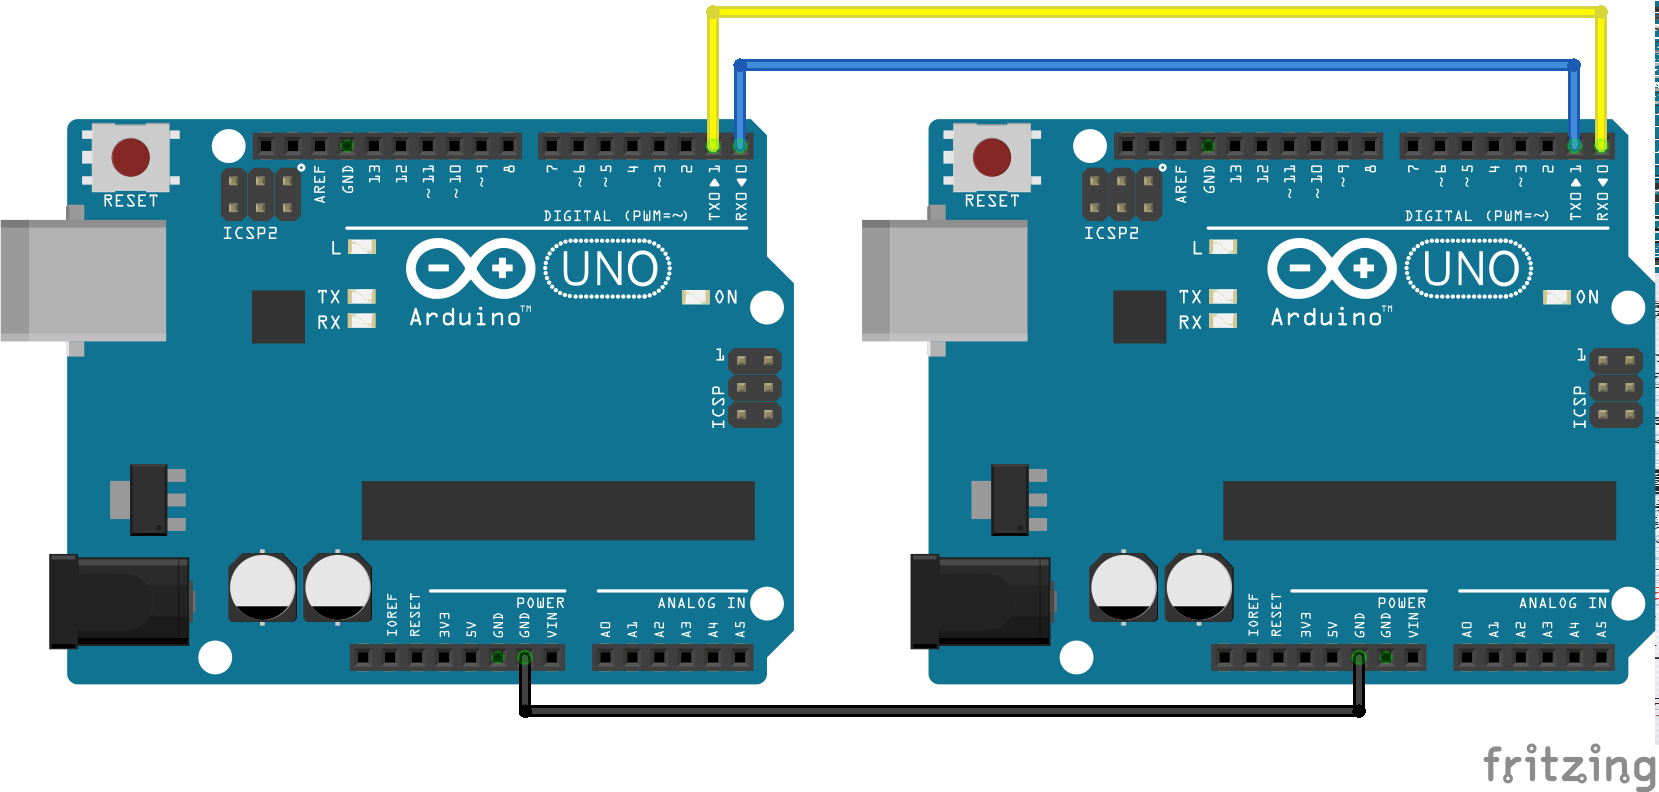 RESET
ICSP2
AREF
GND
13
12
~11
~10
~9
8
7
~6
~5
4
~3
2
TX0▶1
RX0◀0
DIGITAL (PWM=~)
L
TX
RX
UNO
Arduino™
ON
1
ICSP
POWER
ANALOG IN
IOREF
RESET
3V3
5V
GND
GND
VIN
A0
A1
A2
A3
A4
A5
RESET
ICSP2
AREF
GND
13
12
~11
~10
~9
8
7
~6
~5
4
~3
2
TX0▶1
RX0◀0
DIGITAL (PWM=~)
L
TX
RX
UNO
Arduino™
ON
1
ICSP
POWER
ANALOG IN
IOREF
RESET
3V3
5V
GND
GND
VIN
A0
A1
A2
A3
A4
A5
fritzing